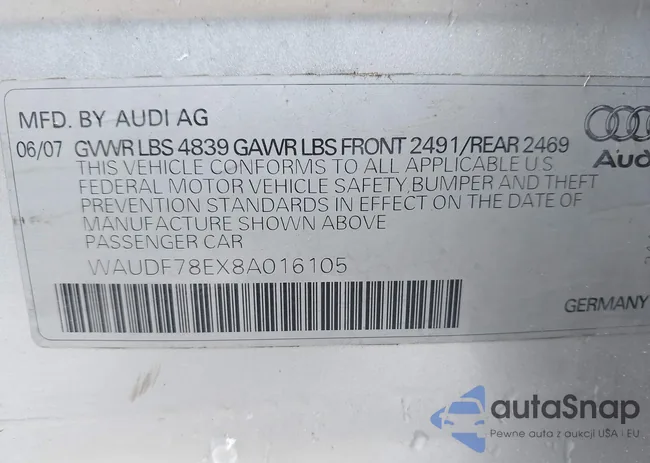 MFD. BY AUDI AG
06/07 GVWR LBS 4839 GAWR LBS FRONT 2491/REAR 2469
THIS VEHICLE CONFORMS TO ALL APPLICABLE U S
FEDERAL MOTOR VEHICLE SAFETY,BUMPER AND THEFT
PREVENTION STANDARDS IN EFFECT ON THE DATE OF
MANUFACTURE SHOWN ABOVE
PASSENGER CAR
WAUDF78EX8A016105
Aud
GERMANY
autaSnap
Pewne auta z aukcji USA i EU